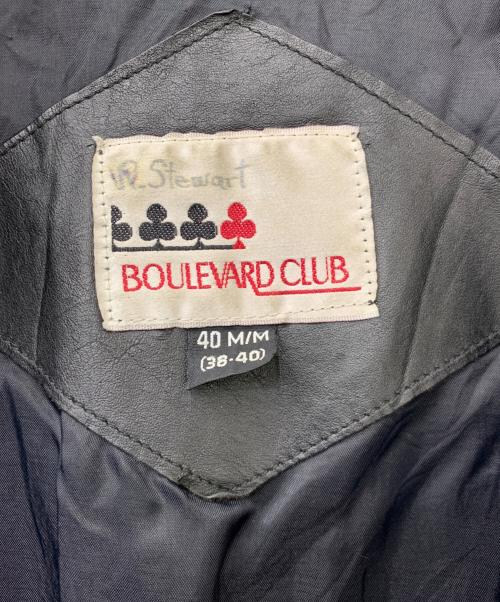 W. Stewart
BOULEVARD CLUB
40 M/M
(38-40)